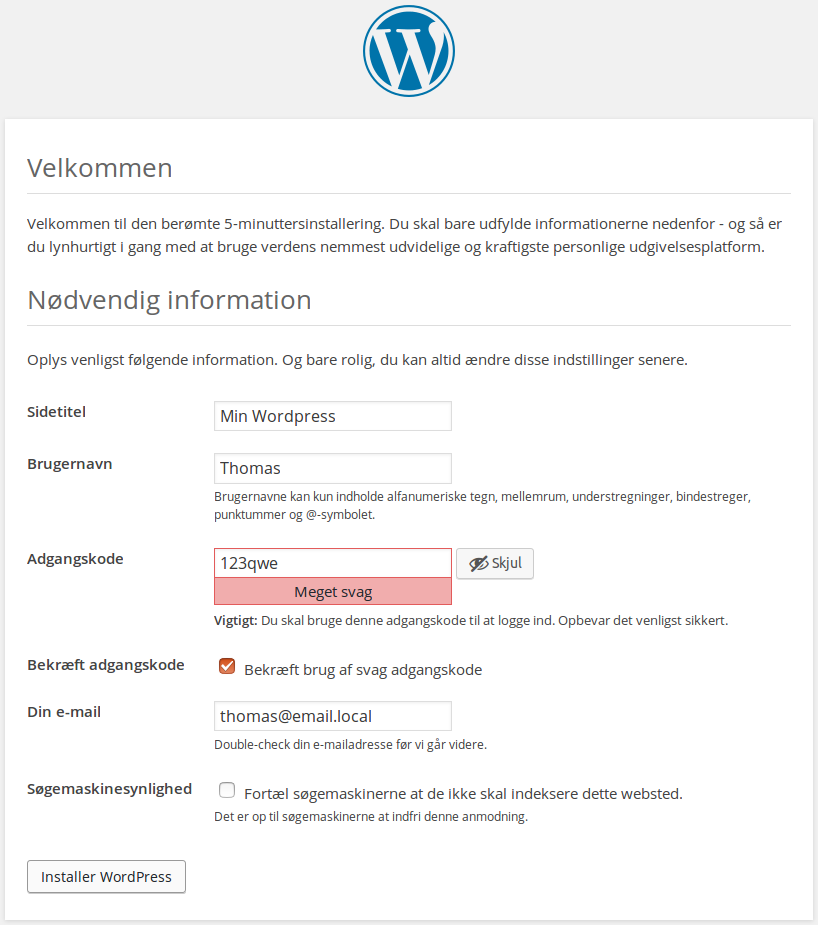 Velkommen
Velkommen til den berømte 5-minuttersinstallering. Du skal bare udfylde informationerne nedenfor - og så er
du lynhurtigt i gang med at bruge verdens nemmest udvidelige og kraftigste personlige udgivelsesplatform.
Nødvendig information
Oplys venligst følgende information. Og bare rolig, du kan altid ændre disse indstillinger senere.
Sidetitel
Min Wordpress
Brugernavn
Thomas
Brugernavne kan kun indholde alfanumeriske tegn, mellemrum, understregninger, bindestreger,
punktummer og @-symbolet.
Adgangskode
123qwe
Skjul
Meget svag
Vigtigt: Du skal bruge denne adgangskode til at logge ind. Opbevar det venligst sikkert.
Bekræft adgangskode
Bekræft brug af svag adgangskode
Din e-mail
thomas@email.local
Double-check din e-mailadresse før vi går videre.
Søgemaskinesynlighed
Fortæl søgemaskinerne at de ikke skal indeksere dette websted.
Det er op til søgemaskinerne at indfri denne anmodning.
Installer WordPress